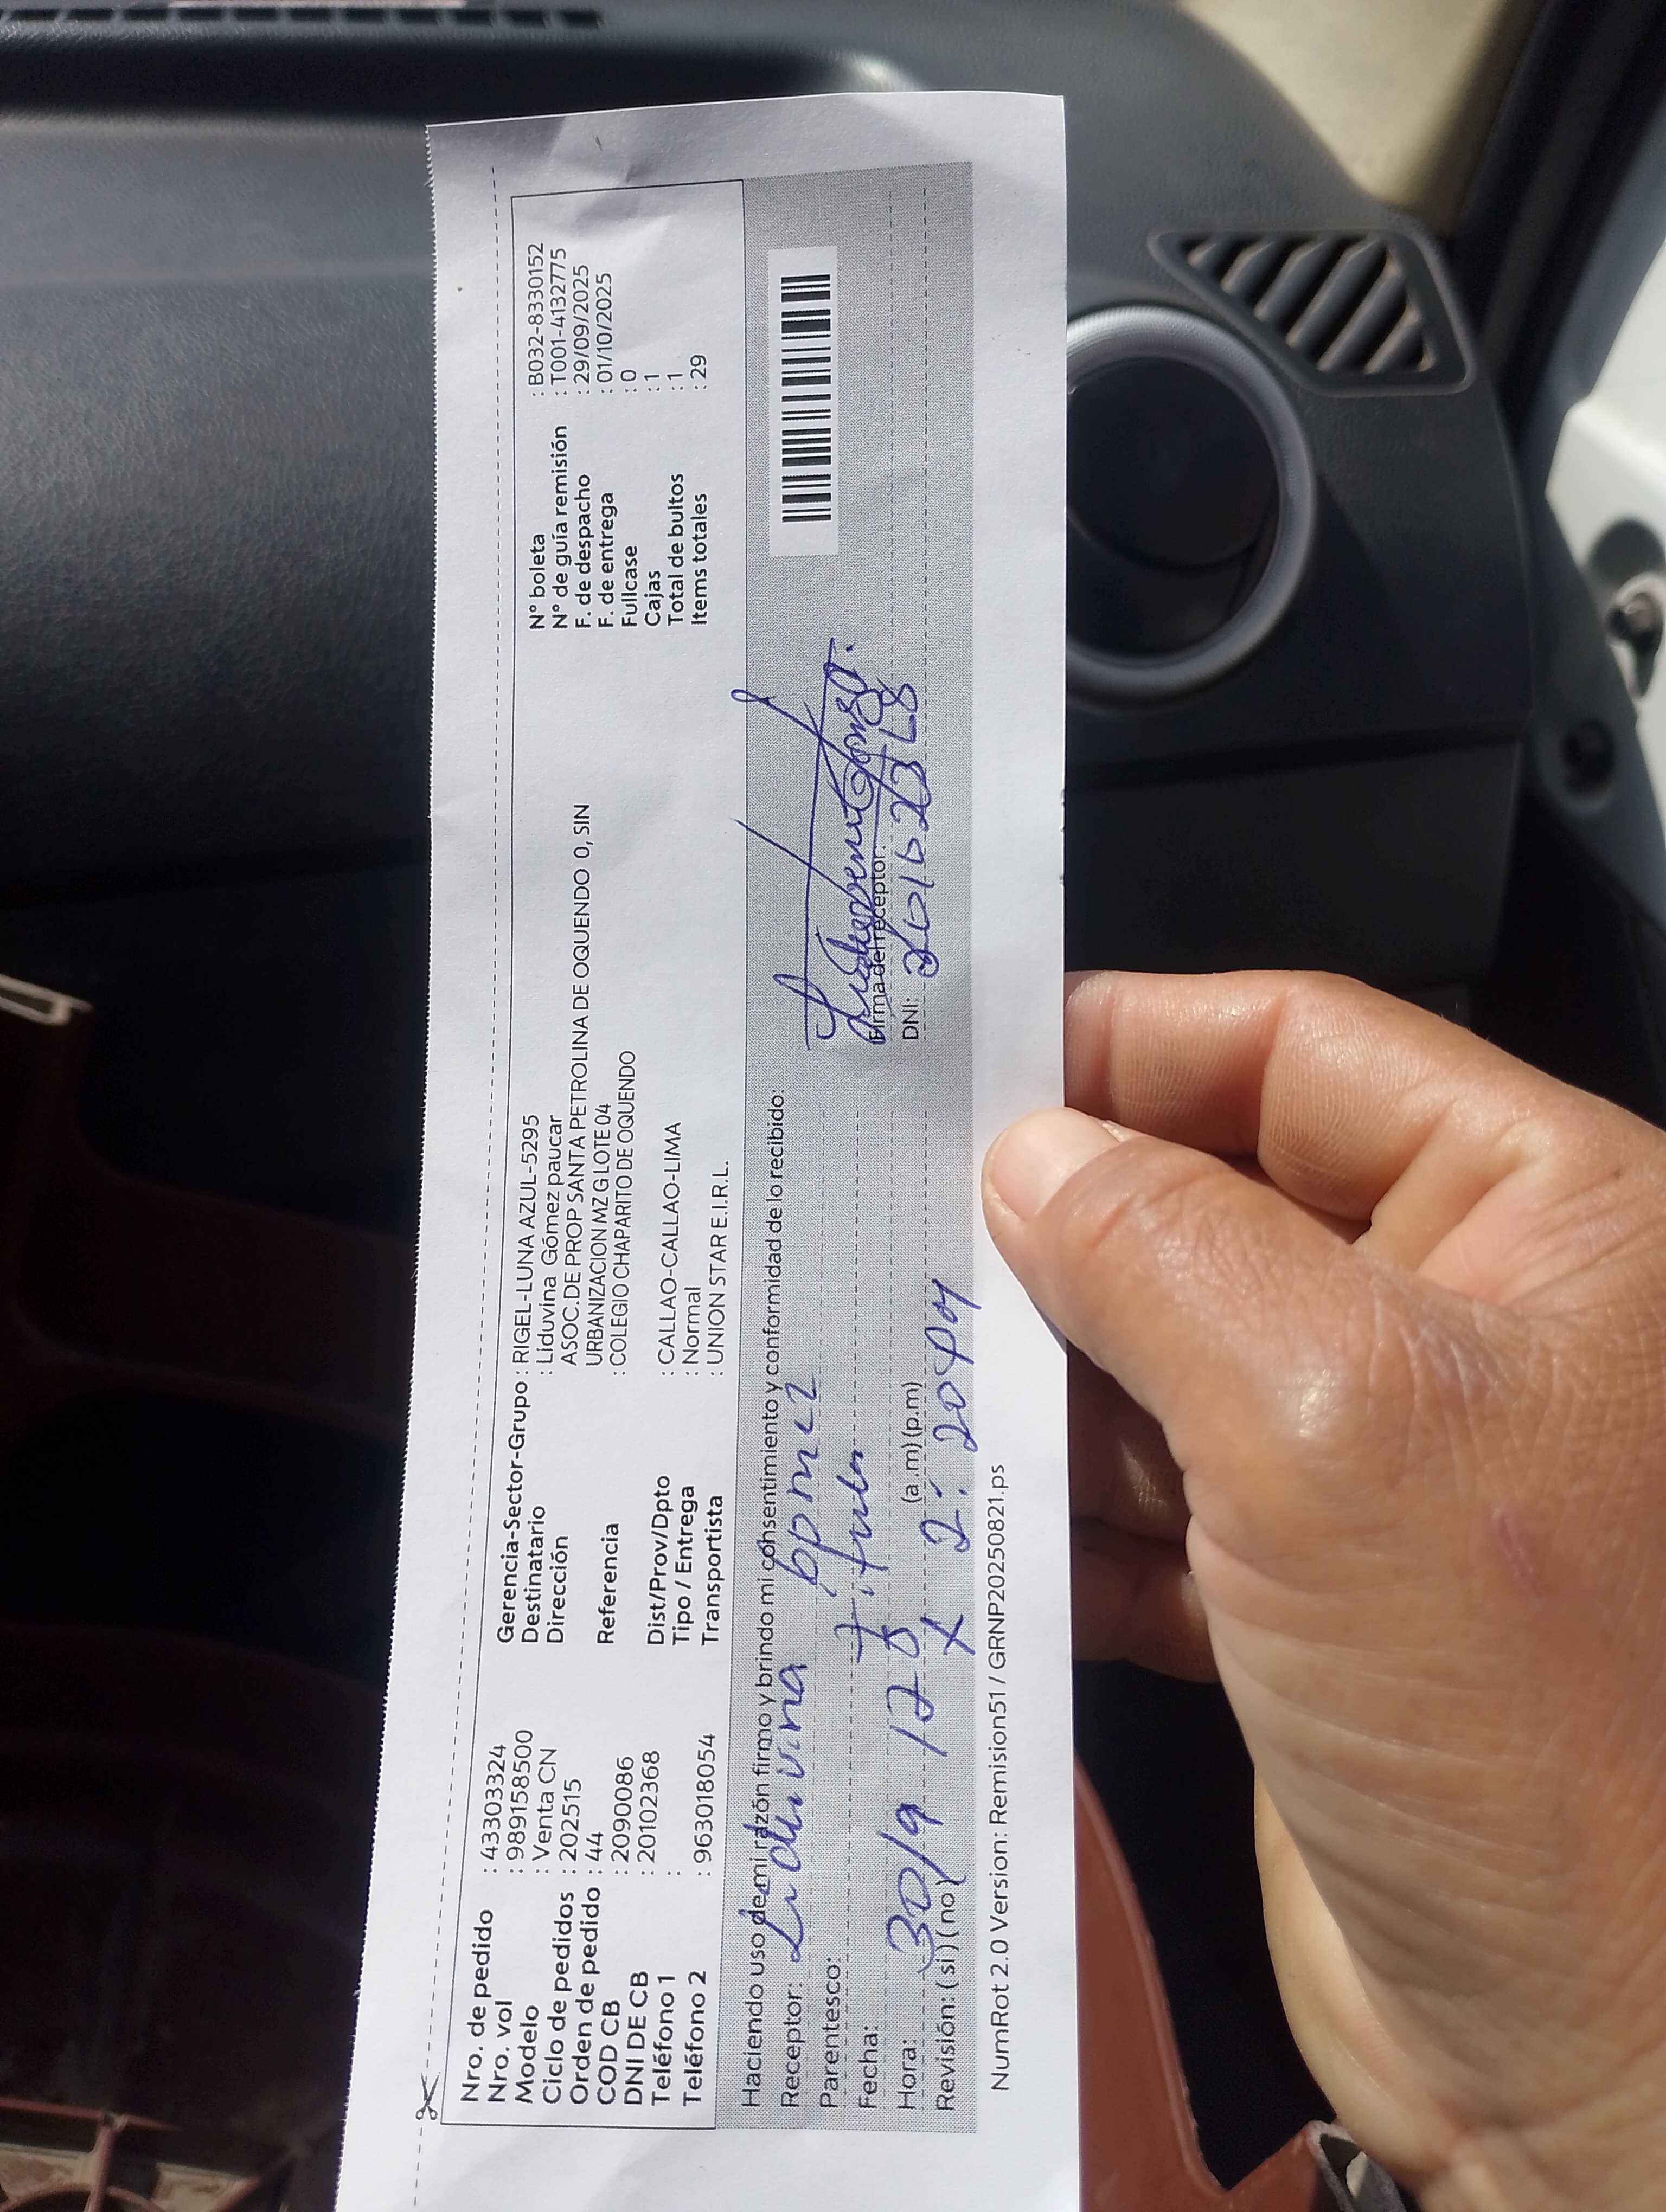 Nro. de pedido : 43303324
Nro. vol : 989158500
Modelo : Venta CN
Ciclo de pedidos : 202515
Orden de pedido : 44
COD CB : 2090086
DNI DE CB : 20102368
Teléfono 1 :
Teléfono 2 : 963018054
Gerencia-Sector-Grupo : RIGEL-LUNA AZUL-5295
Destinatario : Liduvina Gómez paucar
Dirección ASOC.DE PROP SANTA PETROLINA DE OQUENDO 0, SIN
URBANIZACION MZ G LOTE 04
Referencia : COLEGIO CHAPARITO DE OQUENDO
Dist/Prov/Dpto : CALLAO-CALLAO-LIMA
Tipo / Entrega : Normal
Transportista : UNION STAR E.I.R.L.
N° boleta : B032-8330152
N° de guía remisión : T001-4132775
F. de despacho : 29/09/2025
F. de entrega : 01/10/2025
Fullcase : 0
Cajas : 1
Total de bultos : 1
Items totales : 29
Haciendo uso de mi razón firmo y brindo mi consentimiento y conformidad de lo recibido:
Receptor: Liduvina
Parentesco:
Fecha: 30/9/25
Hora: (a.m) (p.m) 2:20 PM
Revisión: (si) (no) X
Firma del receptor:
DNI:
NumRot 2.0 Version: Remision51 / GRNP20250821.ps